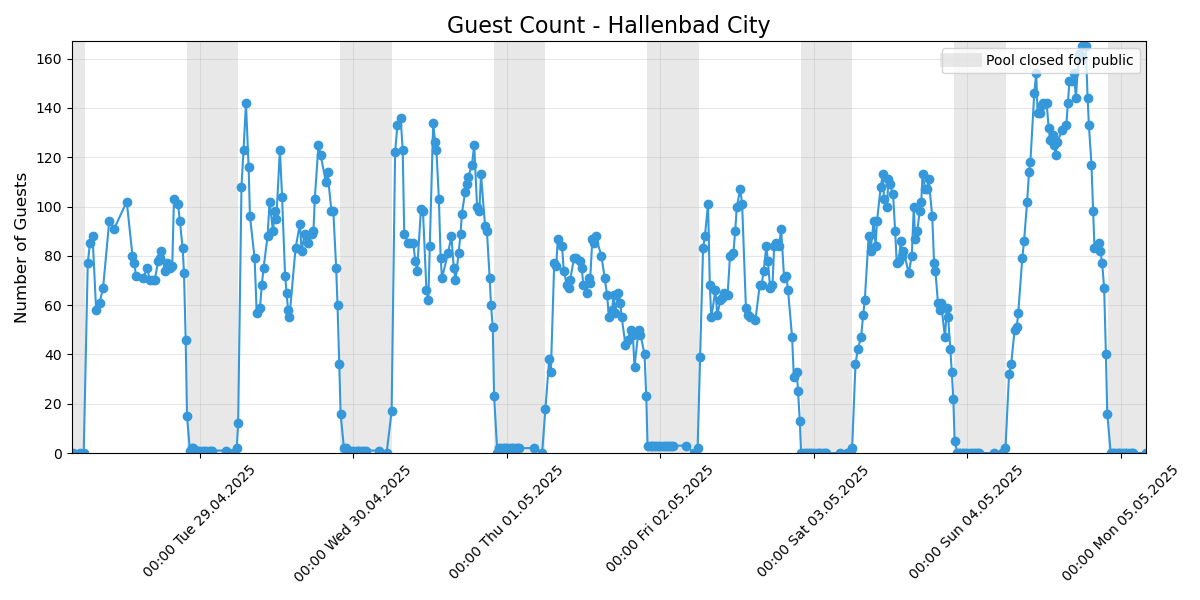 Guest Count - Hallenbad City
Pool closed for public
Number of Guests
160
140
120
100
80
60
40
20
0
00:00 Tue 29.04.2025
00:00 Wed 30.04.2025
00:00 Thu 01.05.2025
00:00 Fri 02.05.2025
00:00 Sat 03.05.2025
00:00 Sun 04.05.2025
00:00 Mon 05.05.2025